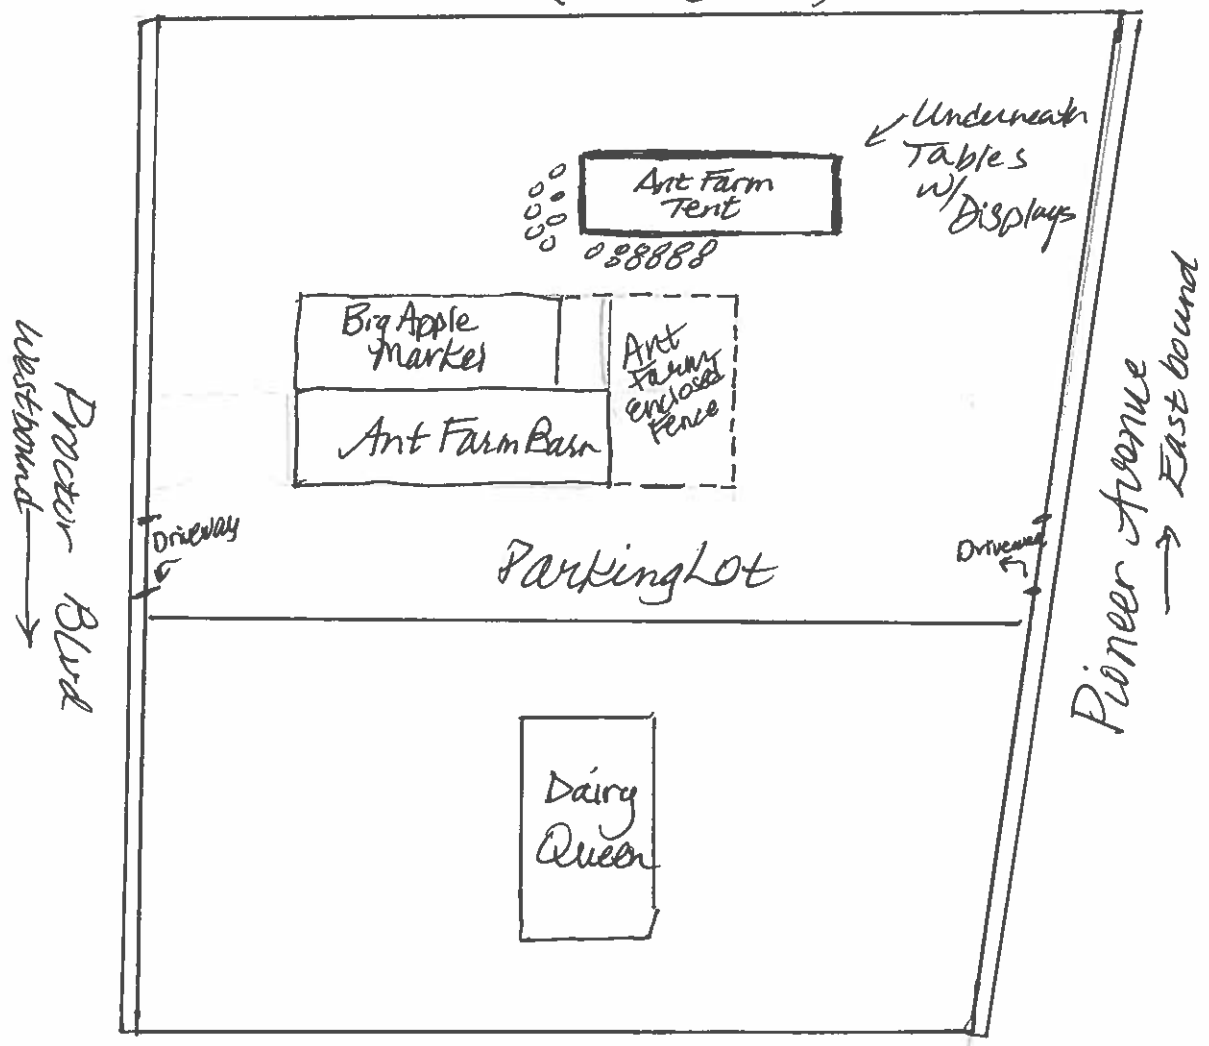 Underneath
Tables
w/
Displays
Ant Farm
Tent
Big Apple
Market
Ant
Farm
Enclosed
Fence
Ant Farm Barn
Westbound
Proctor Blvd
Pioneer Avenue
East bound
Driveway
Driveway
Parking Lot
Dairy
Queen